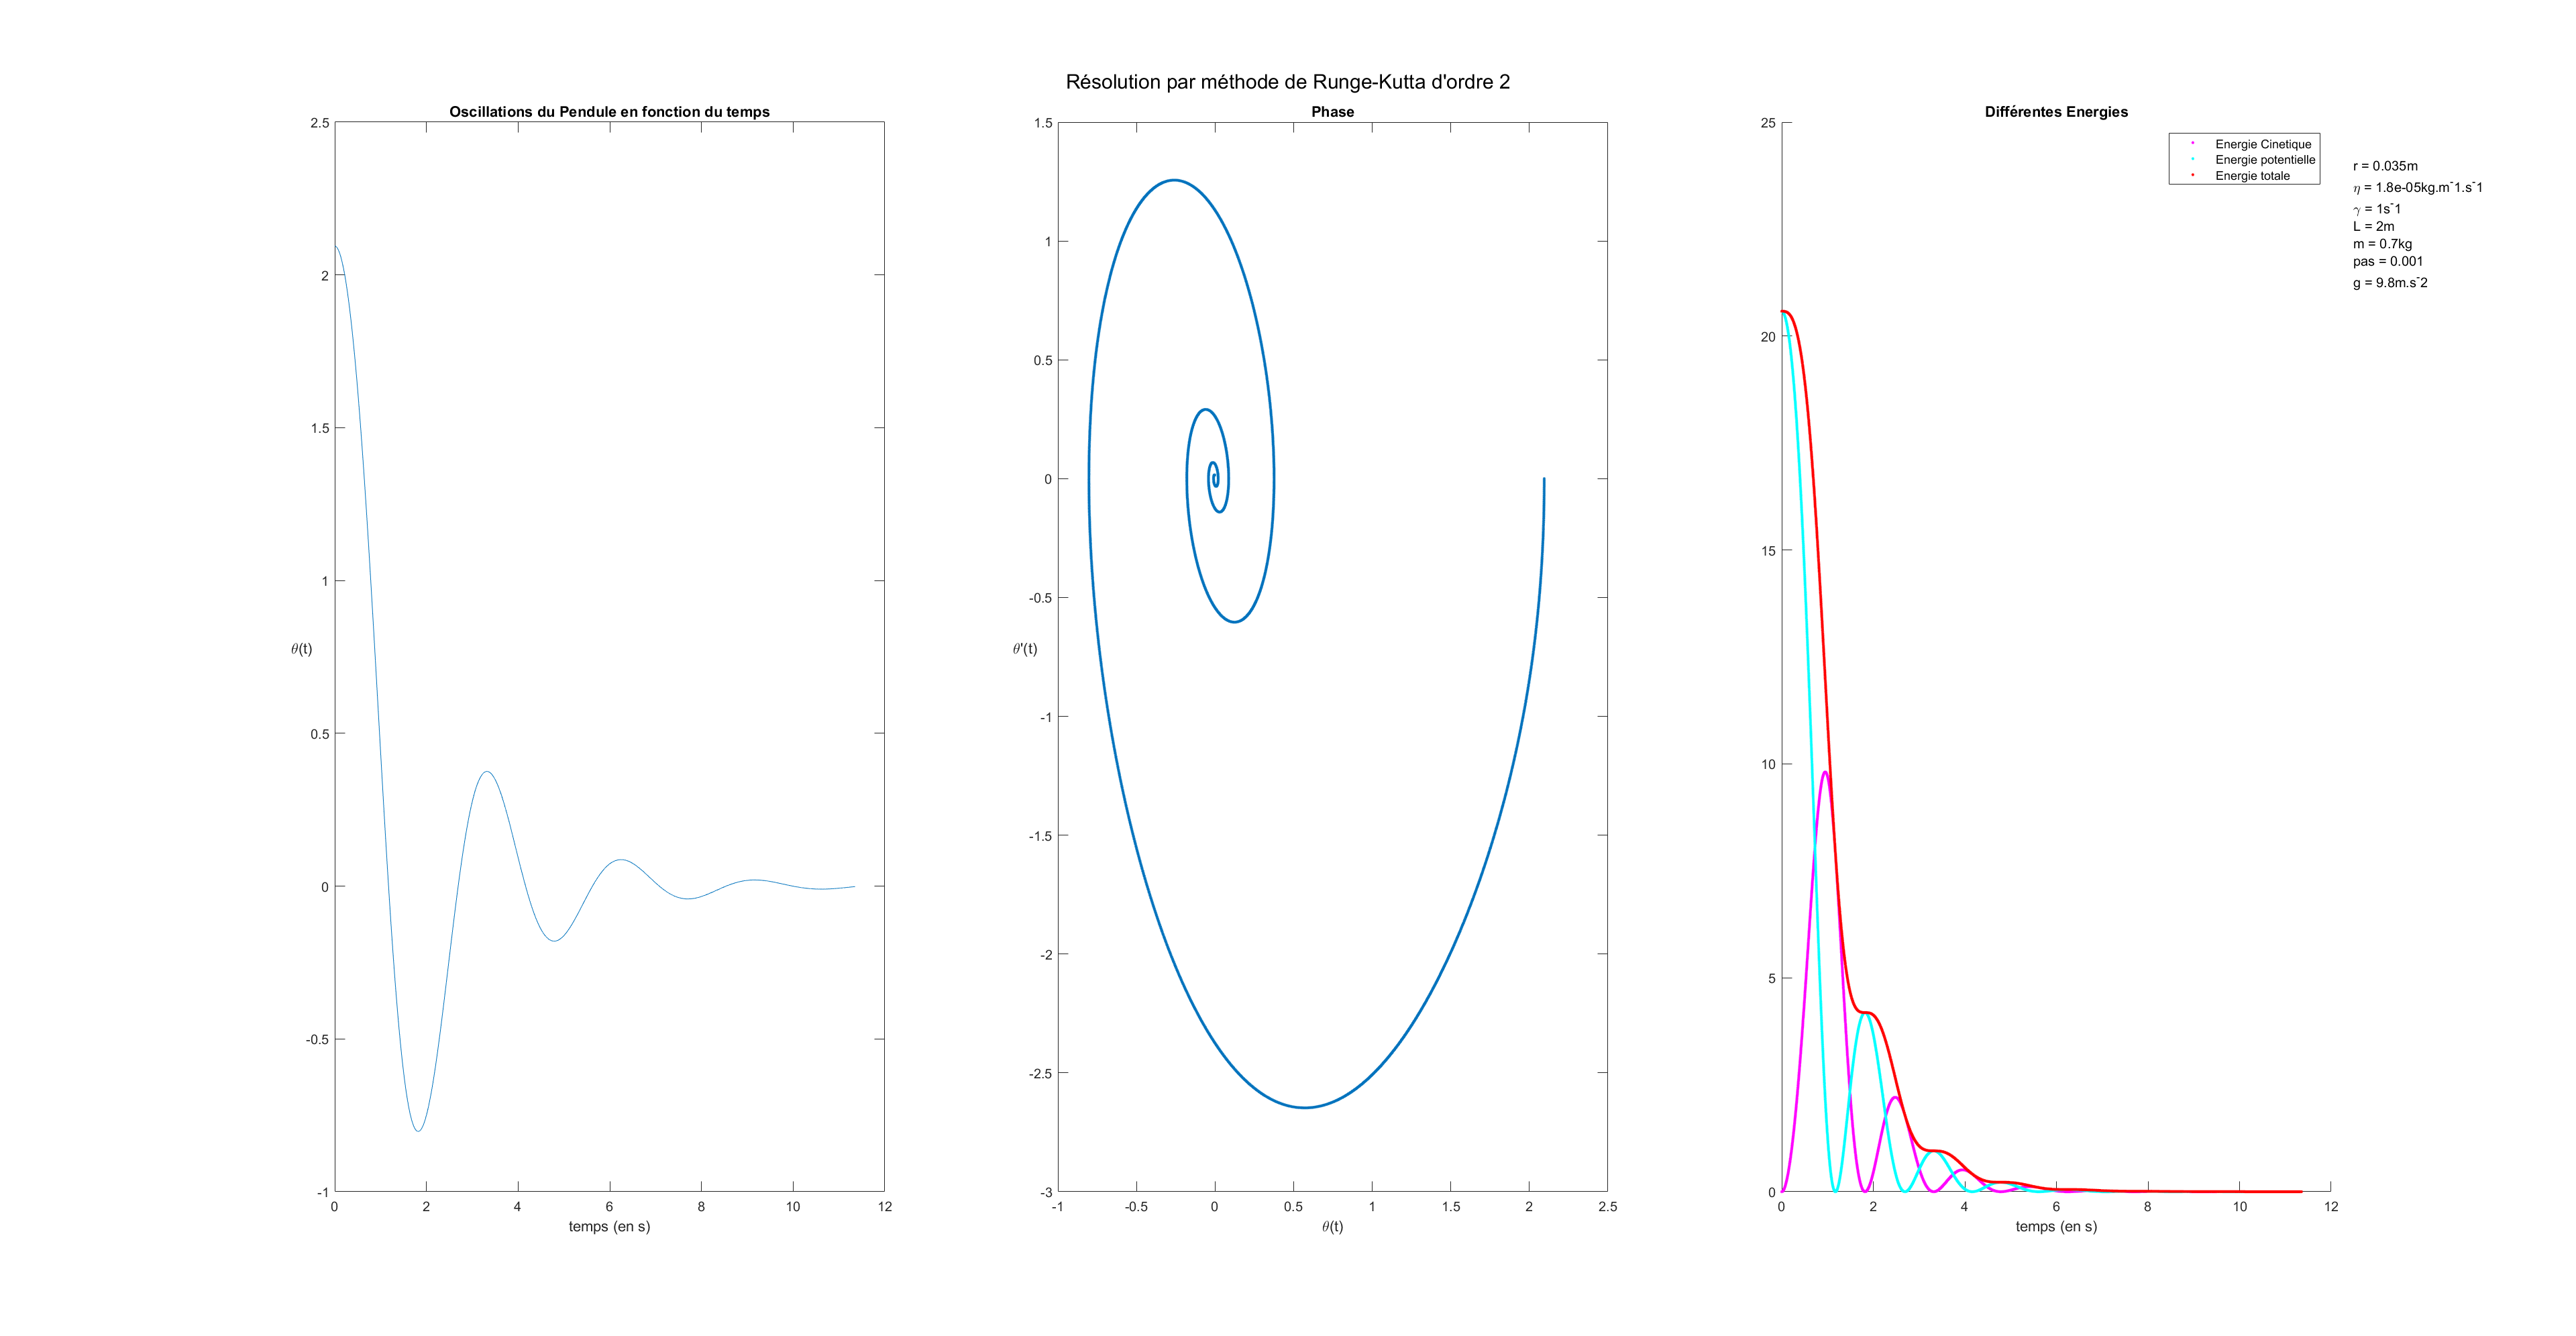 Résolution par méthode de Runge-Kutta d'ordre 2
Oscillations du Pendule en fonction du temps
2.5
2
1.5
1
0.5
0
-0.5
-1
θ(t)
0 2 4 6 8 10 12
temps (en s)
Phase
1.5
1
0.5
0
-0.5
-1
-1.5
-2
-2.5
-3
θ'(t)
-1 -0.5 0 0.5 1 1.5 2 2.5
θ(t)
Différentes Energies
25
20
15
10
5
0
0 2 4 6 8 10 12
temps (en s)
Energie Cinetique
Energie potentielle
Energie totale
r = 0.035m
η = 1.8e-05kg.m⁻1.s⁻1
γ = 1s⁻1
L = 2m
m = 0.7kg
pas = 0.001
g = 9.8m.s⁻2